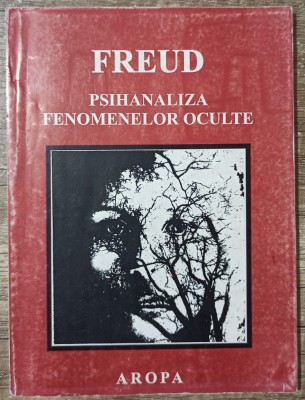 FREUD
PSIHANALIZA
FENOMENELOR OCULTE
AROPA